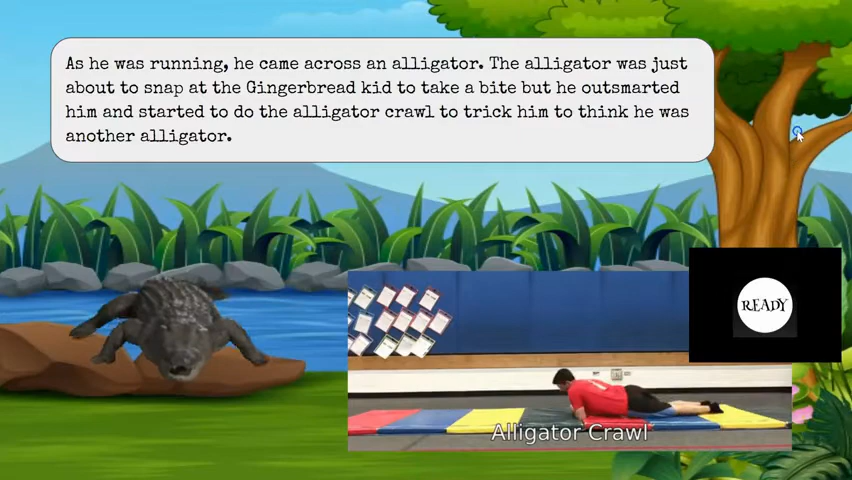 As he was running, he came across an alligator. The alligator was just
about to snap at the Gingerbread kid to take a bite but he outsmarted
him and started to do the alligator crawl to trick him to think he was
another alligator.
READY
Alligator Crawl